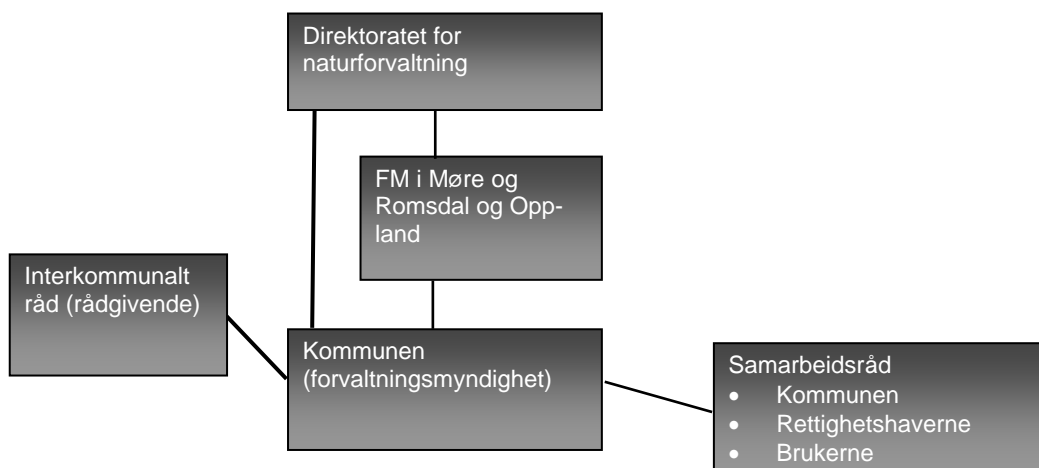 Direktoratet for
naturforvaltning
FM i Møre og
Romsdal og Opp-
land
Interkommunalt
råd (rådgivende)
Kommunen
(forvaltningsmyndighet)
Samarbeidsråd
• Kommunen
• Rettighetshaverne
• Brukerne